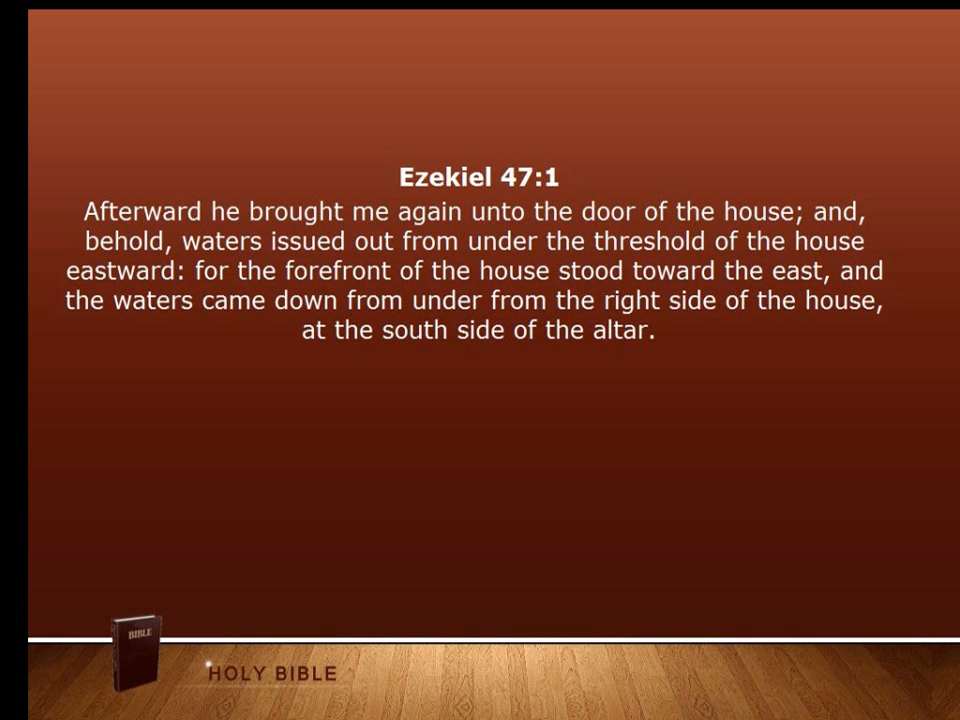 Ezekiel 47:1
Afterward he brought me again unto the door of the house; and,
behold, waters issued out from under the threshold of the house
eastward: for the forefront of the house stood toward the east, and
the waters came down from under from the right side of the house,
at the south side of the altar.
BIBLE
HOLY BIBLE